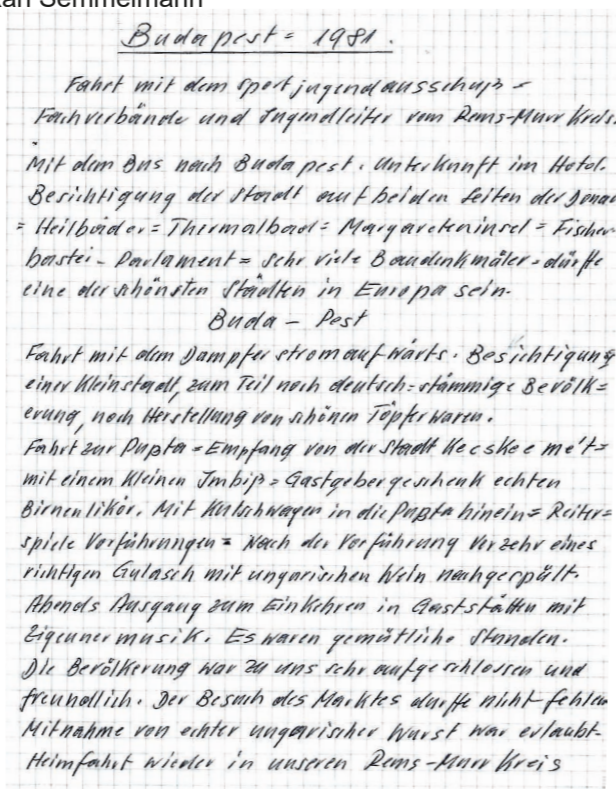 Semmelmann
Budapest = 1981.
Fahrt mit dem Sportjugendausschuß =
Fachverbände und Jugendleiter vom Rems-Murr Kreis.
Mit dem Bus nach Budapest. Unterkunft im Hotel.
Besichtigung der Stadt auf beiden Seiten der Donau
= Heilbäder = Thermalbad = Margareteninsel = Fischer
bastei - Parlament = sehr viele Baudenkmäler = dürfte
eine der schönsten Städten in Europa sein.
Buda - Pest
Fahrt mit dem Dampfer stromaufwärts. Besichtigung
einer Kleinstadt, zum Teil noch deutsch=stämmige Bevölk=
erung, noch Herstellung von schönen Töpferwaren.
Fahrt zur Pußta = Empfang von der Stadt Kecskeemét =
mit einem kleinen Imbiß = Gastgebergeschenk echten
Birnenlikör. Mit Kutschwagen in die Pußta hinein = Reiter=
spiele Vorführungen = Nach der Vorführung Verzehr eines
richtigen Gulasch mit ungarischen Wein nachgespült.
Abends Ausgang zum Einkehren in Gaststätten mit
Zigeunermusik. Es waren gemütliche Stunden.
Die Bevölkerung war zu uns sehr aufgeschlossen und
freundlich. Der Besuch des Marktes durfte nicht fehlen
Mitnahme von echter ungarischer Wurst war erlaubt.
Heimfahrt wieder in unseren Rems-Murr Kreis